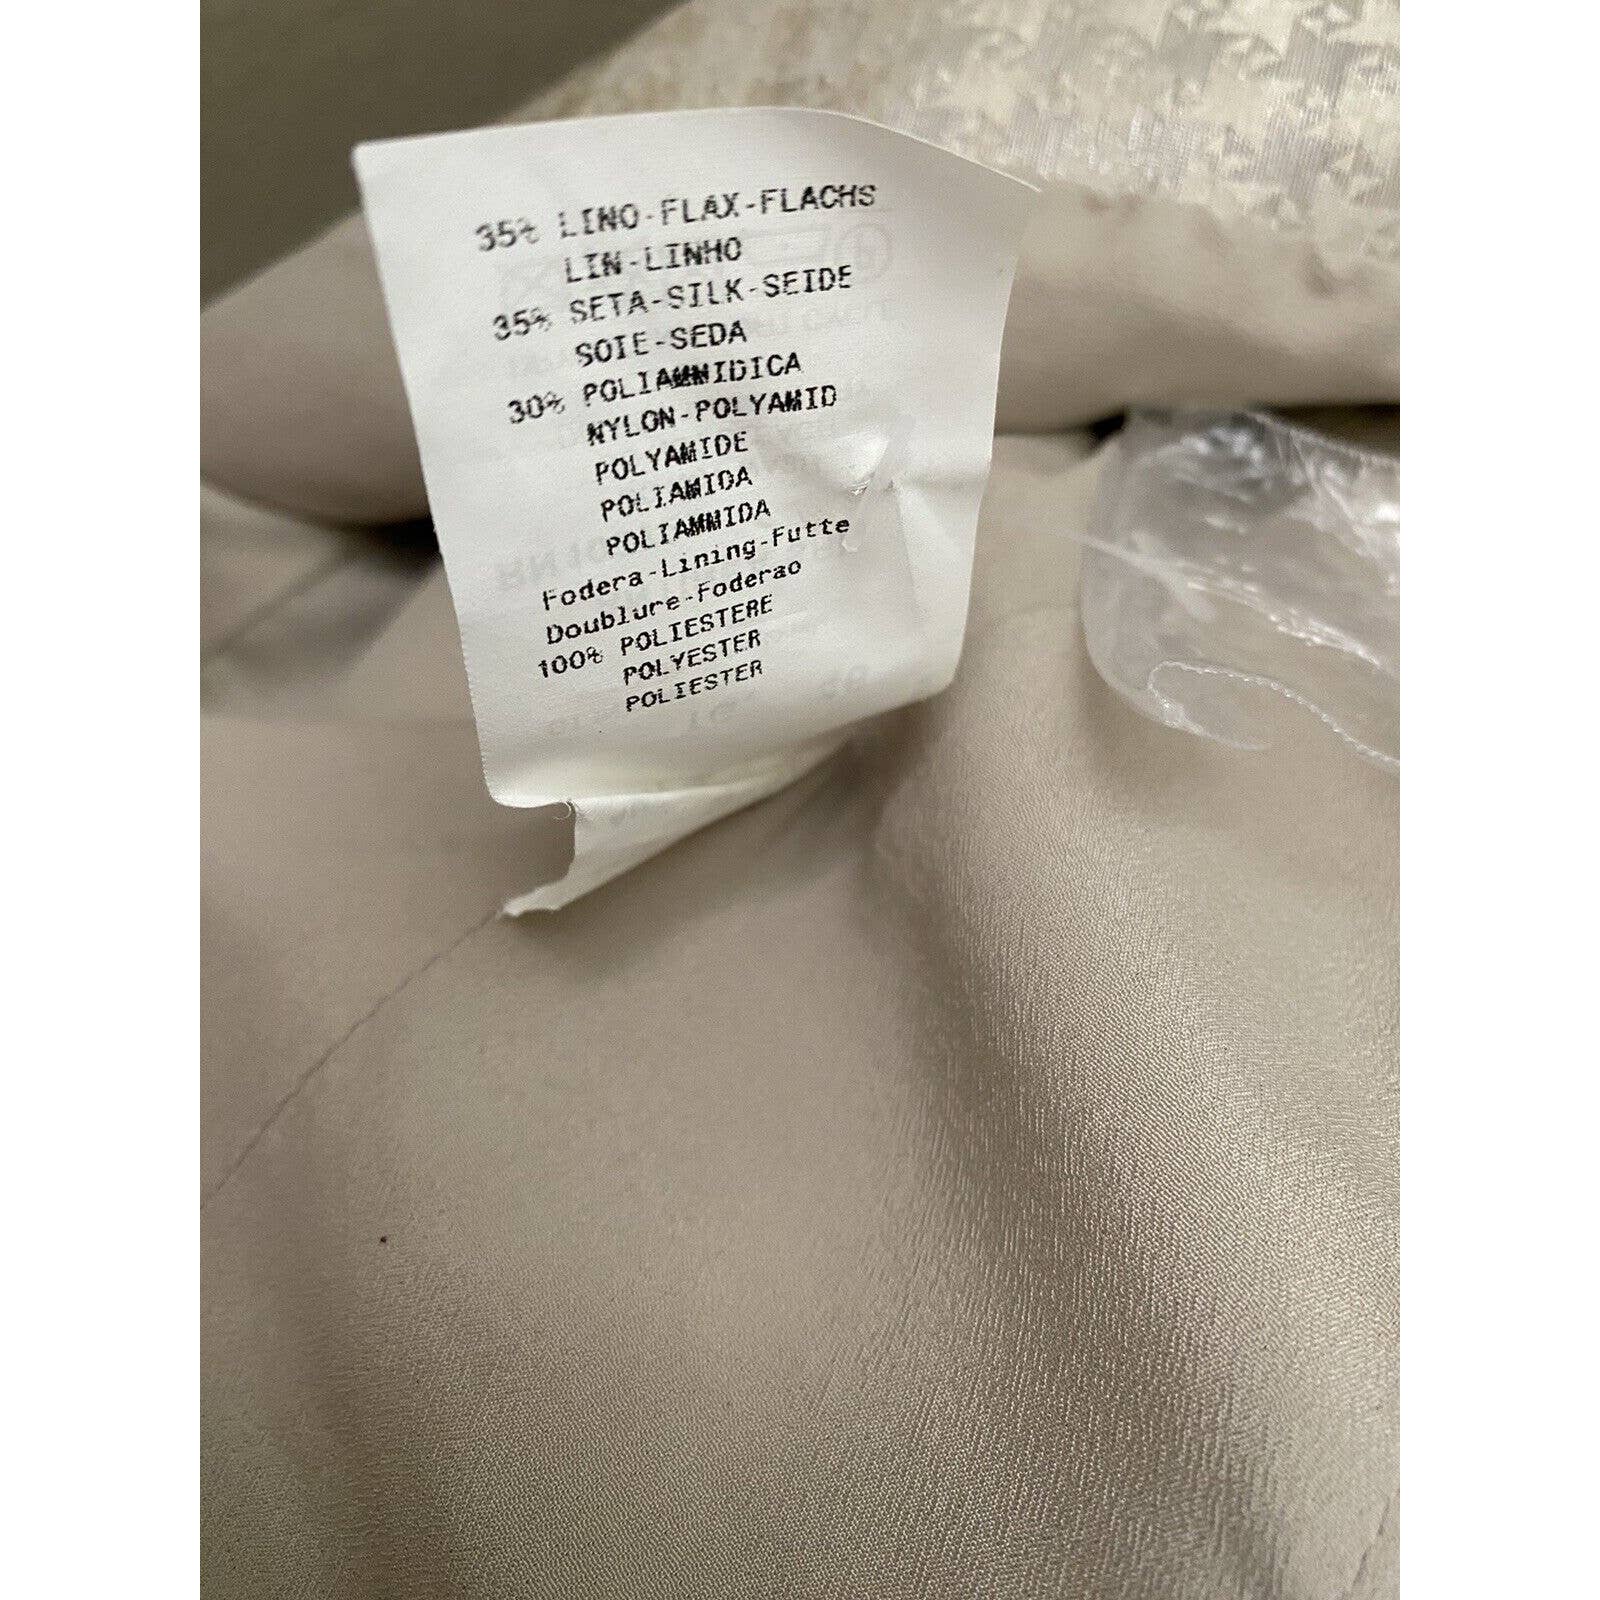 35% LINO-FLAX-FLACHS
LIN-LINHO
35% SETA-SILK-SEIDE
SOIE-SEDA
30% POLIAMMIDICA
NYLON-POLYAMID
POLYAMIDE
POLIAMIDA
POLIAMMIDA
Fodera-Lining-Futte
Doublure-Foderao
100% POLIESTERE
POLYESTER
POLIESTER